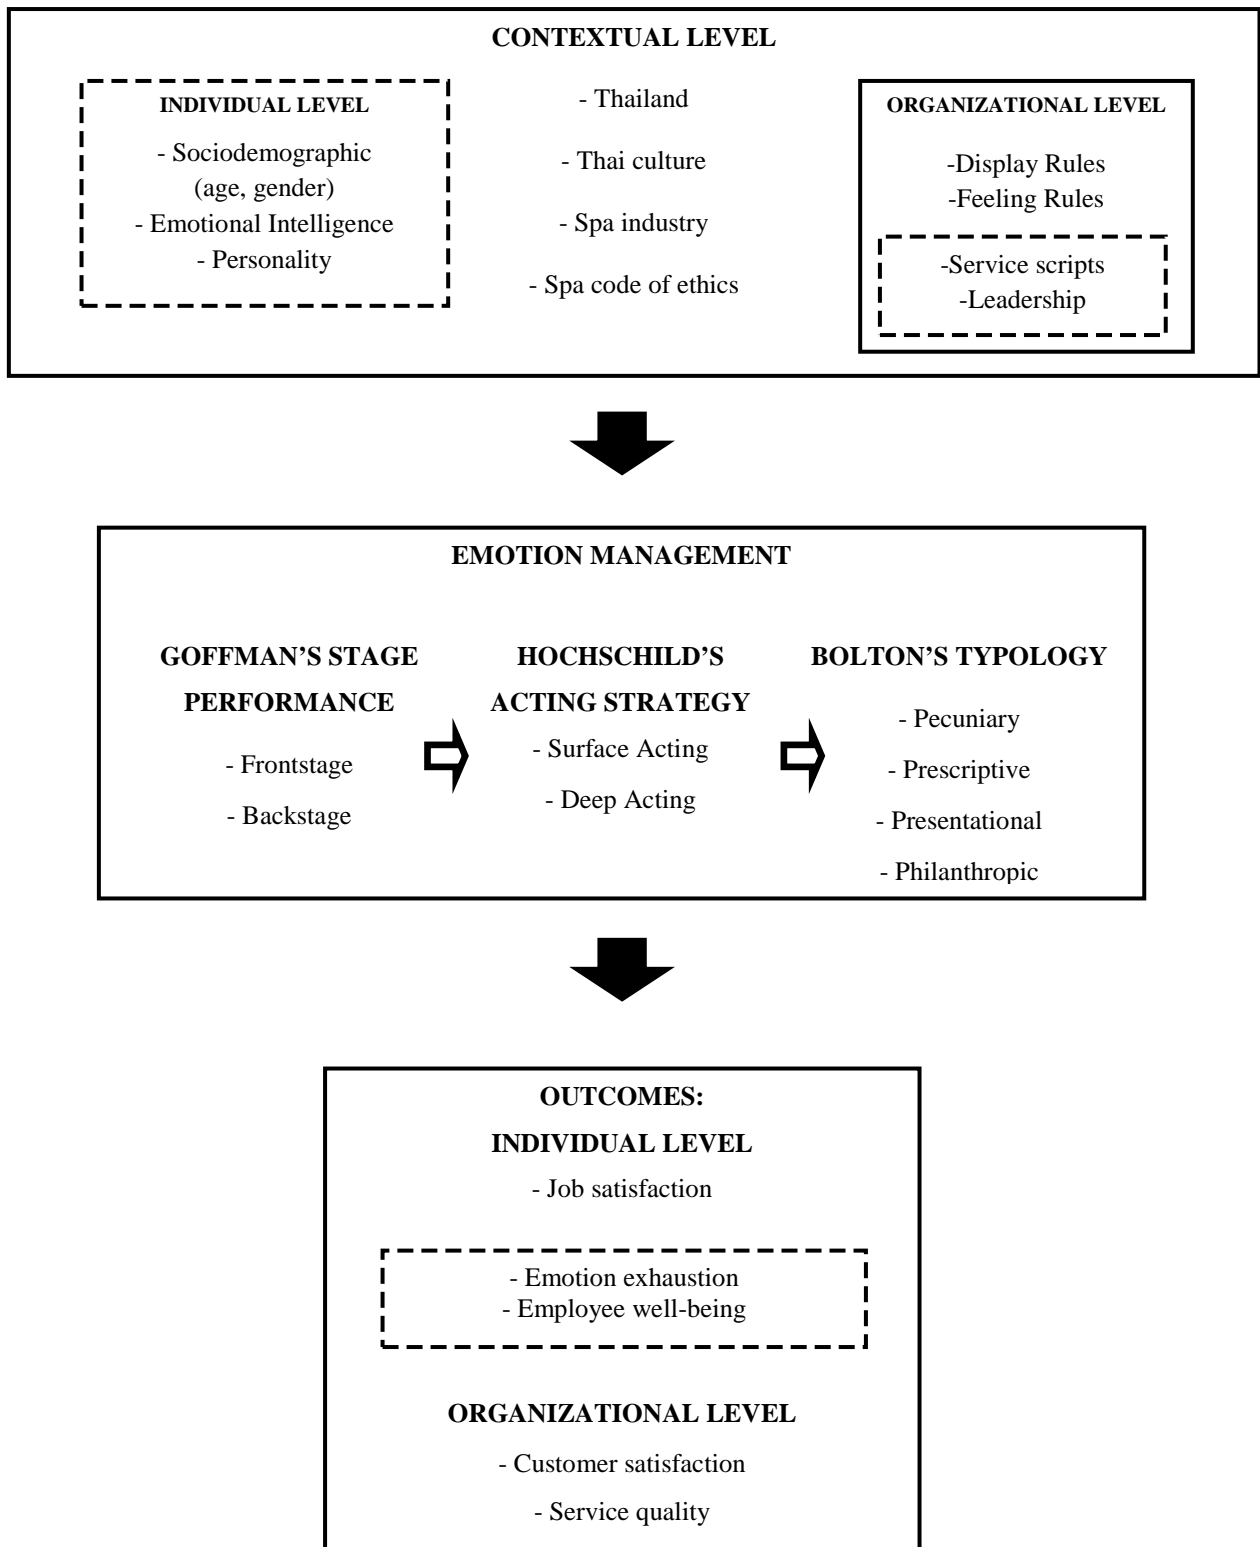 CONTEXTUAL LEVEL
INDIVIDUAL LEVEL
- Sociodemographic
(age, gender)
- Emotional Intelligence
- Personality
- Thailand
- Thai culture
- Spa industry
- Spa code of ethics
ORGANIZATIONAL LEVEL
-Display Rules
-Feeling Rules
-Service scripts
-Leadership
EMOTION MANAGEMENT
GOFFMAN’S STAGE
PERFORMANCE
- Frontstage
- Backstage
HOCHSCHILD’S
ACTING STRATEGY
- Surface Acting
- Deep Acting
BOLTON’S TYPOLOGY
- Pecuniary
- Prescriptive
- Presentational
- Philanthropic
OUTCOMES:
INDIVIDUAL LEVEL
- Job satisfaction
- Emotion exhaustion
- Employee well-being
ORGANIZATIONAL LEVEL
- Customer satisfaction
- Service quality